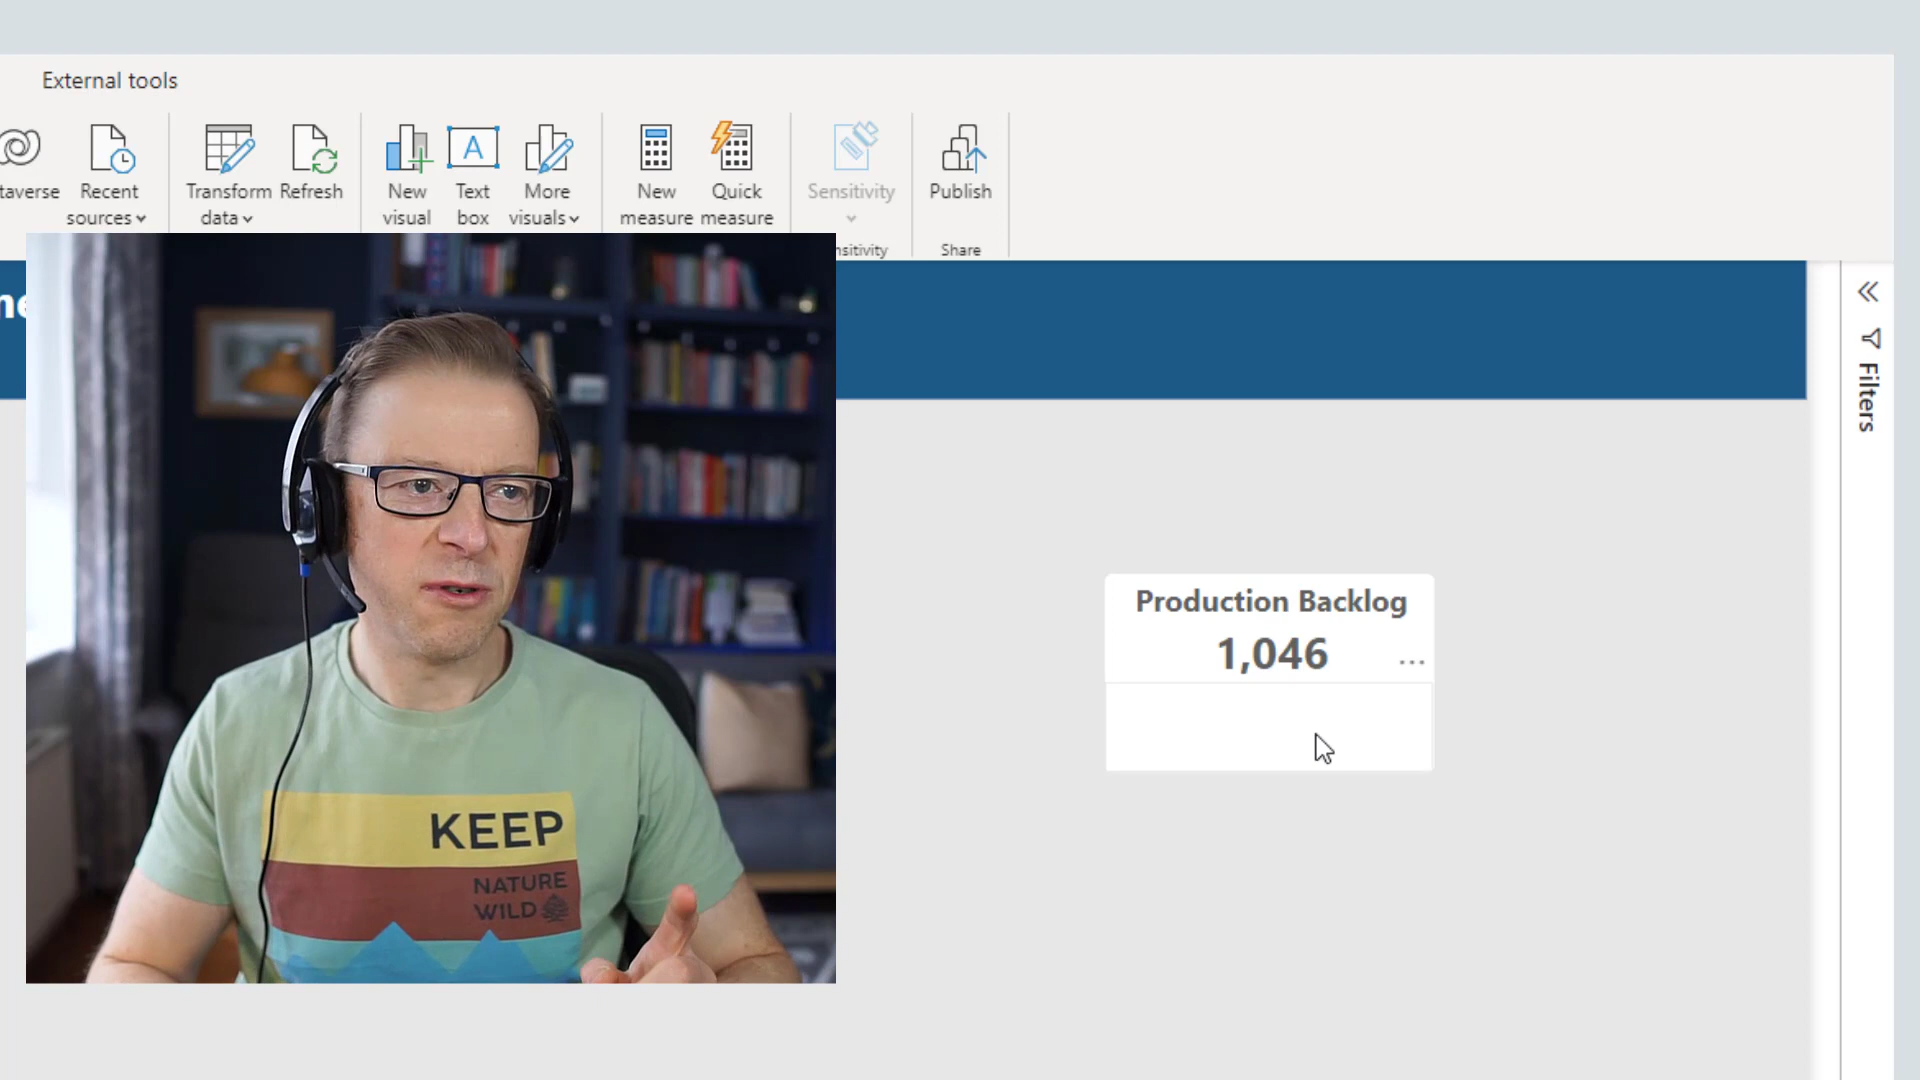 External tools
taverse
Recent
sources
Transform
data
Refresh
New
visual
A
Text
box
More
visuals
New
measure
Quick
measure
Sensitivity
Publish
nsitivity
Share
ne
Filters
Production Backlog
1,046
...
KEEP
NATURE
WILD